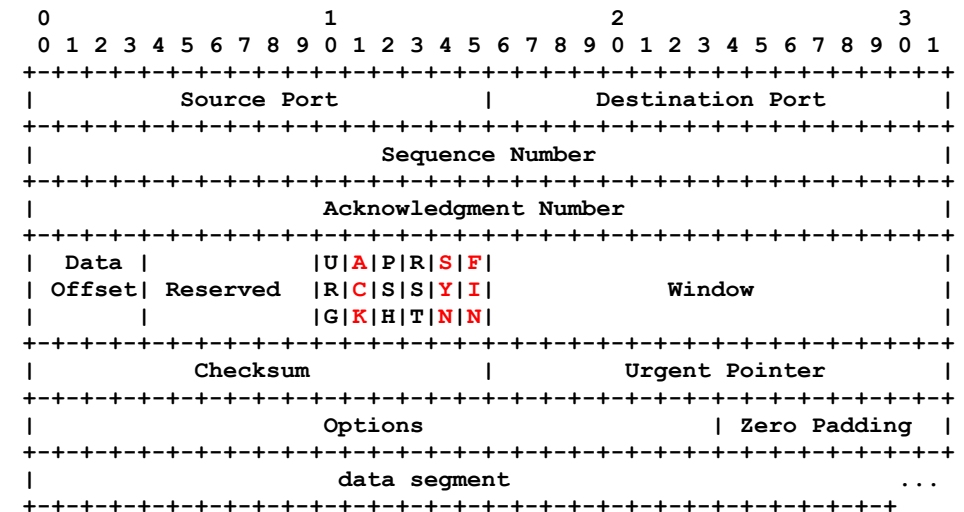 0                   1                   2                   3
 0 1 2 3 4 5 6 7 8 9 0 1 2 3 4 5 6 7 8 9 0 1 2 3 4 5 6 7 8 9 0 1
+-+-+-+-+-+-+-+-+-+-+-+-+-+-+-+-+-+-+-+-+-+-+-+-+-+-+-+-+-+-+-+-+
|          Source Port          |       Destination Port        |
+-+-+-+-+-+-+-+-+-+-+-+-+-+-+-+-+-+-+-+-+-+-+-+-+-+-+-+-+-+-+-+-+
|                        Sequence Number                        |
+-+-+-+-+-+-+-+-+-+-+-+-+-+-+-+-+-+-+-+-+-+-+-+-+-+-+-+-+-+-+-+-+
|                    Acknowledgment Number                      |
+-+-+-+-+-+-+-+-+-+-+-+-+-+-+-+-+-+-+-+-+-+-+-+-+-+-+-+-+-+-+-+-+
|  Data |           |U|A|P|R|S|F|                               |
| Offset| Reserved  |R|C|S|S|Y|I|            Window             |
|       |           |G|K|H|T|N|N|                               |
+-+-+-+-+-+-+-+-+-+-+-+-+-+-+-+-+-+-+-+-+-+-+-+-+-+-+-+-+-+-+-+-+
|           Checksum            |         Urgent Pointer        |
+-+-+-+-+-+-+-+-+-+-+-+-+-+-+-+-+-+-+-+-+-+-+-+-+-+-+-+-+-+-+-+-+
|                    Options                    | Zero Padding  |
+-+-+-+-+-+-+-+-+-+-+-+-+-+-+-+-+-+-+-+-+-+-+-+-+-+-+-+-+-+-+-+-+
|                     data segment                           ...
+-+-+-+-+-+-+-+-+-+-+-+-+-+-+-+-+-+-+-+-+-+-+-+-+-+-+-+-+-+-+